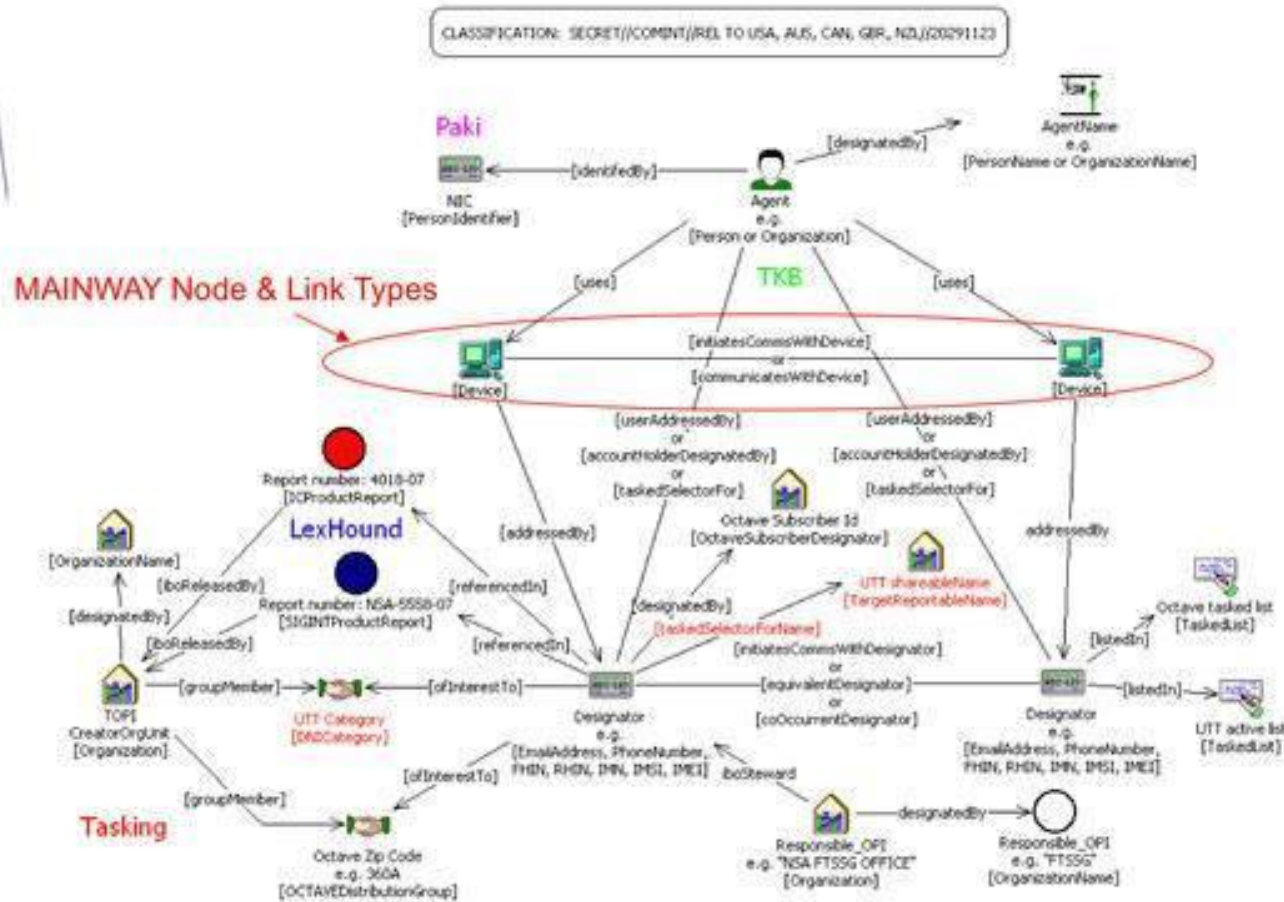 CLASSIFICATION: SECRET//COMINT//REL TO USA, AUS, CAN, GBR, NZL//20291123
AgentName
e.g.
[PersonName or OrganizationName]
[designatedBy]
Paki
[identifedBy]
NIC
[PersonIdentifier]
Agent
e.g.
[Person or Organization]
TKB
[uses]
[uses]
MAINWAY Node & Link Types
[initiatesCommsWithDevice]
or
[communicatesWithDevice]
[Device]
[Device]
[userAddressedBy]
or
[accountHolderDesignatedBy]
or
[taskedSelectorFor]
[userAddressedBy]
or
[accountHolderDesignatedBy]
or
[taskedSelectorFor]
Report number: 4018-07
[ICProductReport]
LexHound
Octave Subscriber Id
[OctaveSubscriberDesignator]
[addressedBy]
addressedBy
[OrganizationName]
[iboReleasedBy]
[referencedIn]
UTT shareableName
[TargetReportableName]
[designatedBy]
Report number: NSA-5558-07
[SIGINTProductReport]
[designatedBy]
[taskedSelectorForName]
Octave tasked list
[TaskedList]
[iboReleasedBy]
[referencedIn]
[initiatesCommsWithDesignator]
or
[equivalentDesignator]
or
[coOccurrentDesignator]
[listedIn]
[groupMember]
[ofInterestTo]
[listedIn]
TOPI
CreatorOrgUnit
[Organization]
UTT Category
[DNICategory]
Designator
e.g.
[EmailAddress, PhoneNumber,
FHIN, RHIN, IMN, IMSI, IMEI]
Designator
e.g.
[EmailAddress, PhoneNumber,
FHIN, RHIN, IMN, IMSI, IMEI]
UTT active list
[TaskedList]
[ofInterestTo]
iboSteward
[groupMember]
Tasking
designatedBy
Octave Zip Code
e.g. 360A
[OCTAVEDistributionGroup]
Responsible_OPI
e.g. "NSA FTSSG OFFICE"
[Organization]
Responsible_OPI
e.g. "FTSSG"
[OrganizationName]